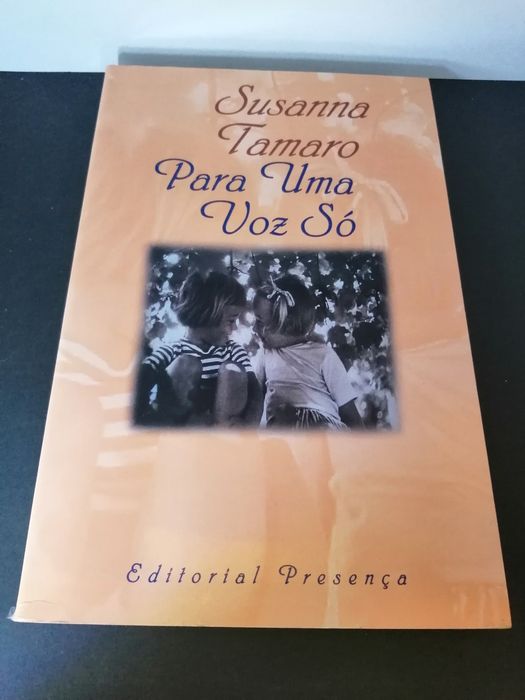 Susanna
Tamaro
Para Uma
Voz Só
Editorial Presença